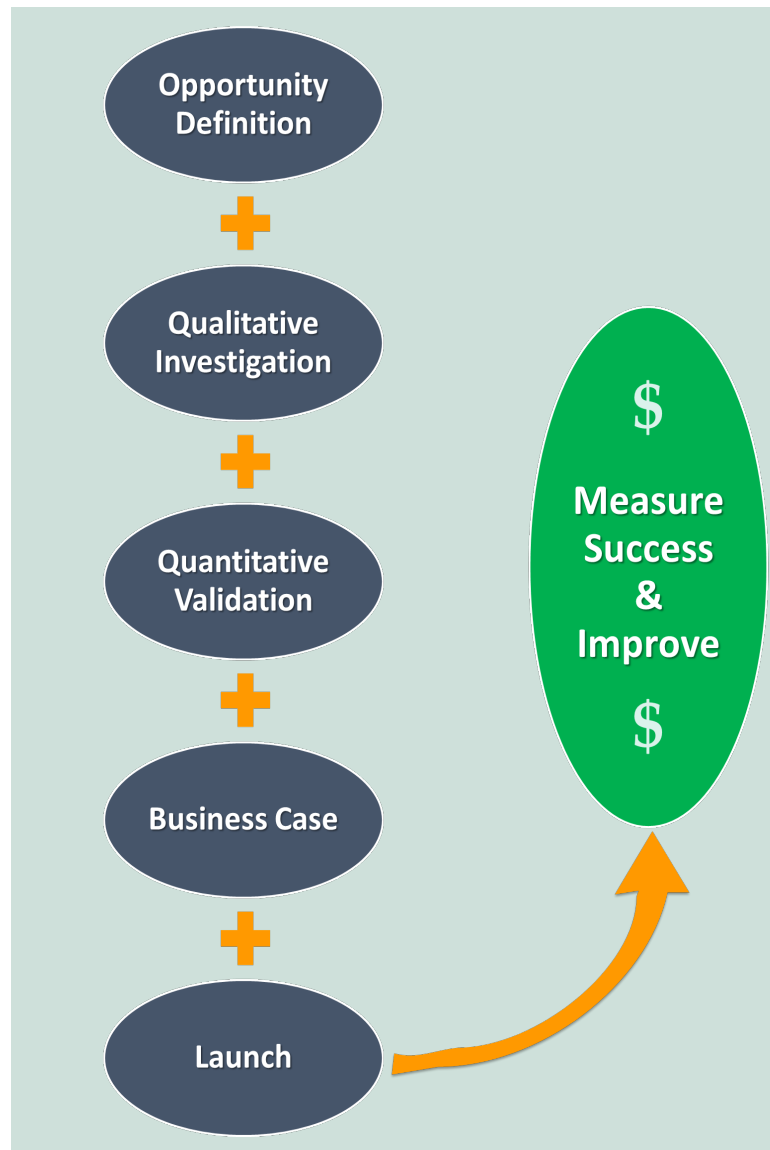 Opportunity
Definition
Qualitative
Investigation
Quantitative
Validation
Business Case
Launch
$
Measure
Success
&
Improve
$